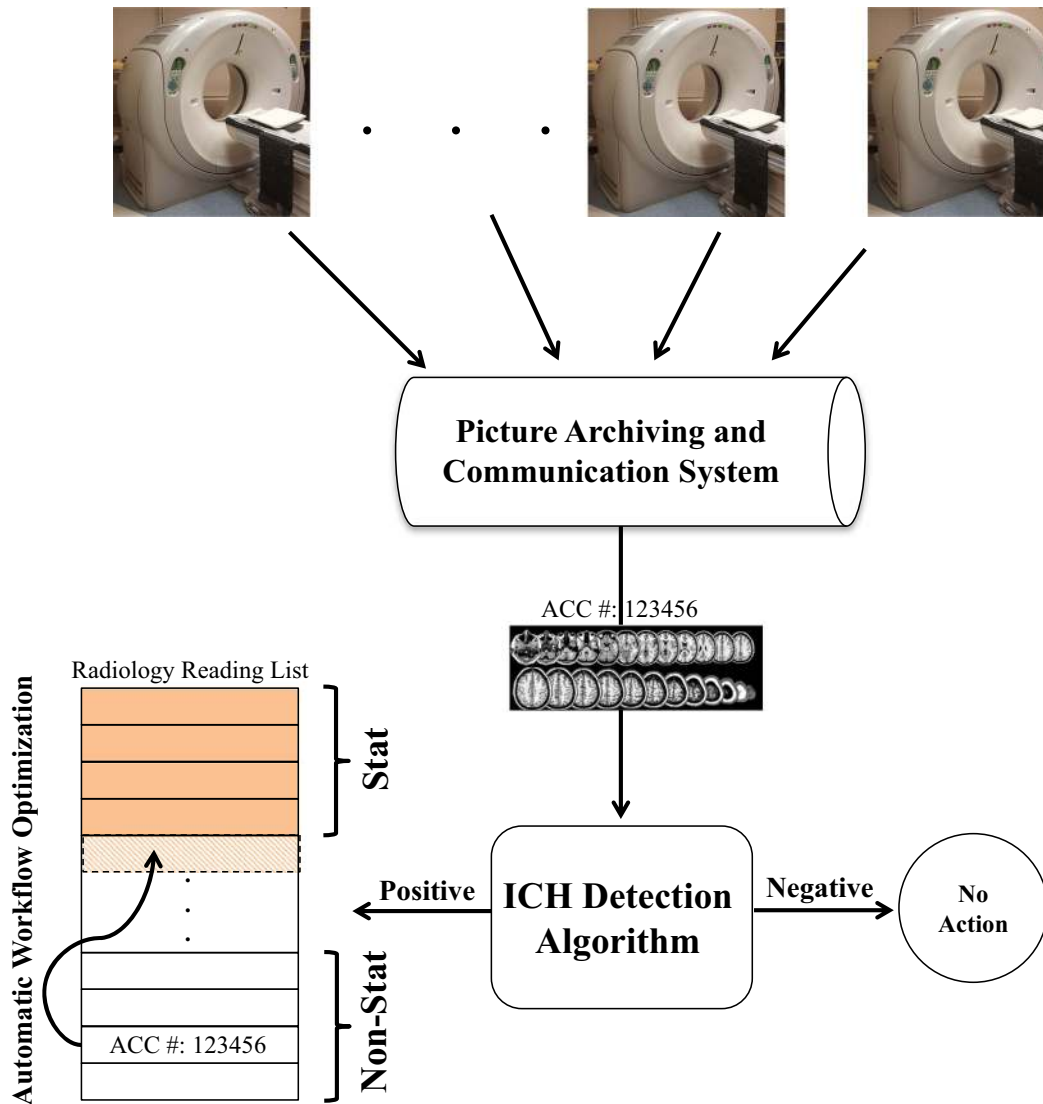 Picture Archiving and
Communication System
ACC #: 123456
Radiology Reading List
Automatic Workflow Optimization
Stat
Positive
ICH Detection
Algorithm
Negative
No
Action
Non-Stat
ACC #: 123456